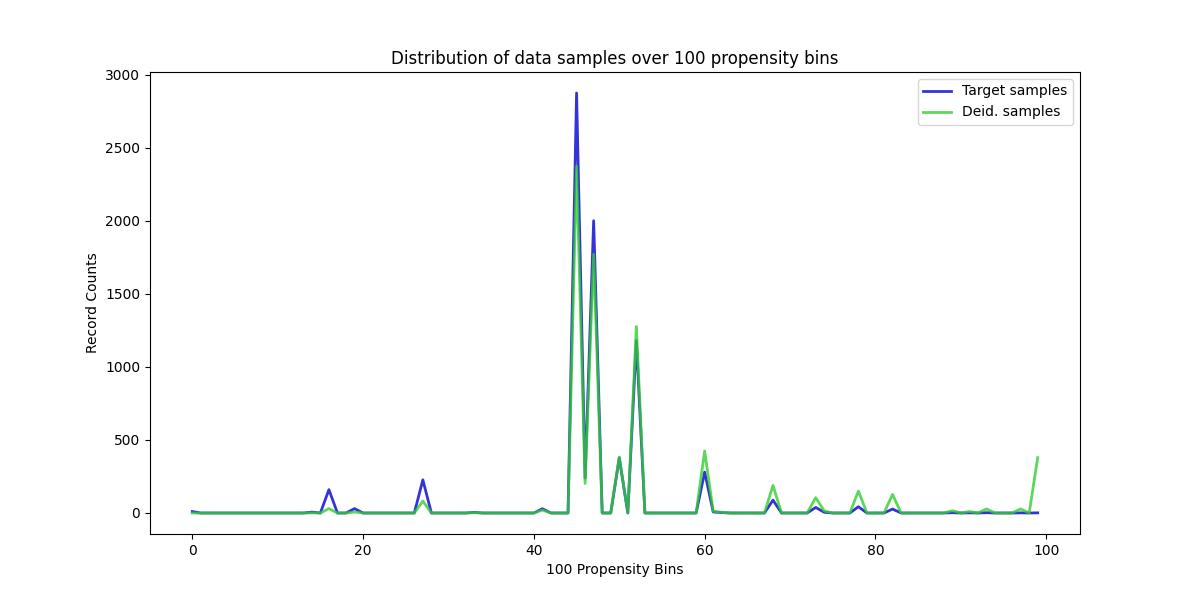 Distribution of data samples over 100 propensity bins
Target samples
Deid. samples
3000
2500
2000
1500
1000
500
0
Record Counts
0 20 40 60 80 100
100 Propensity Bins